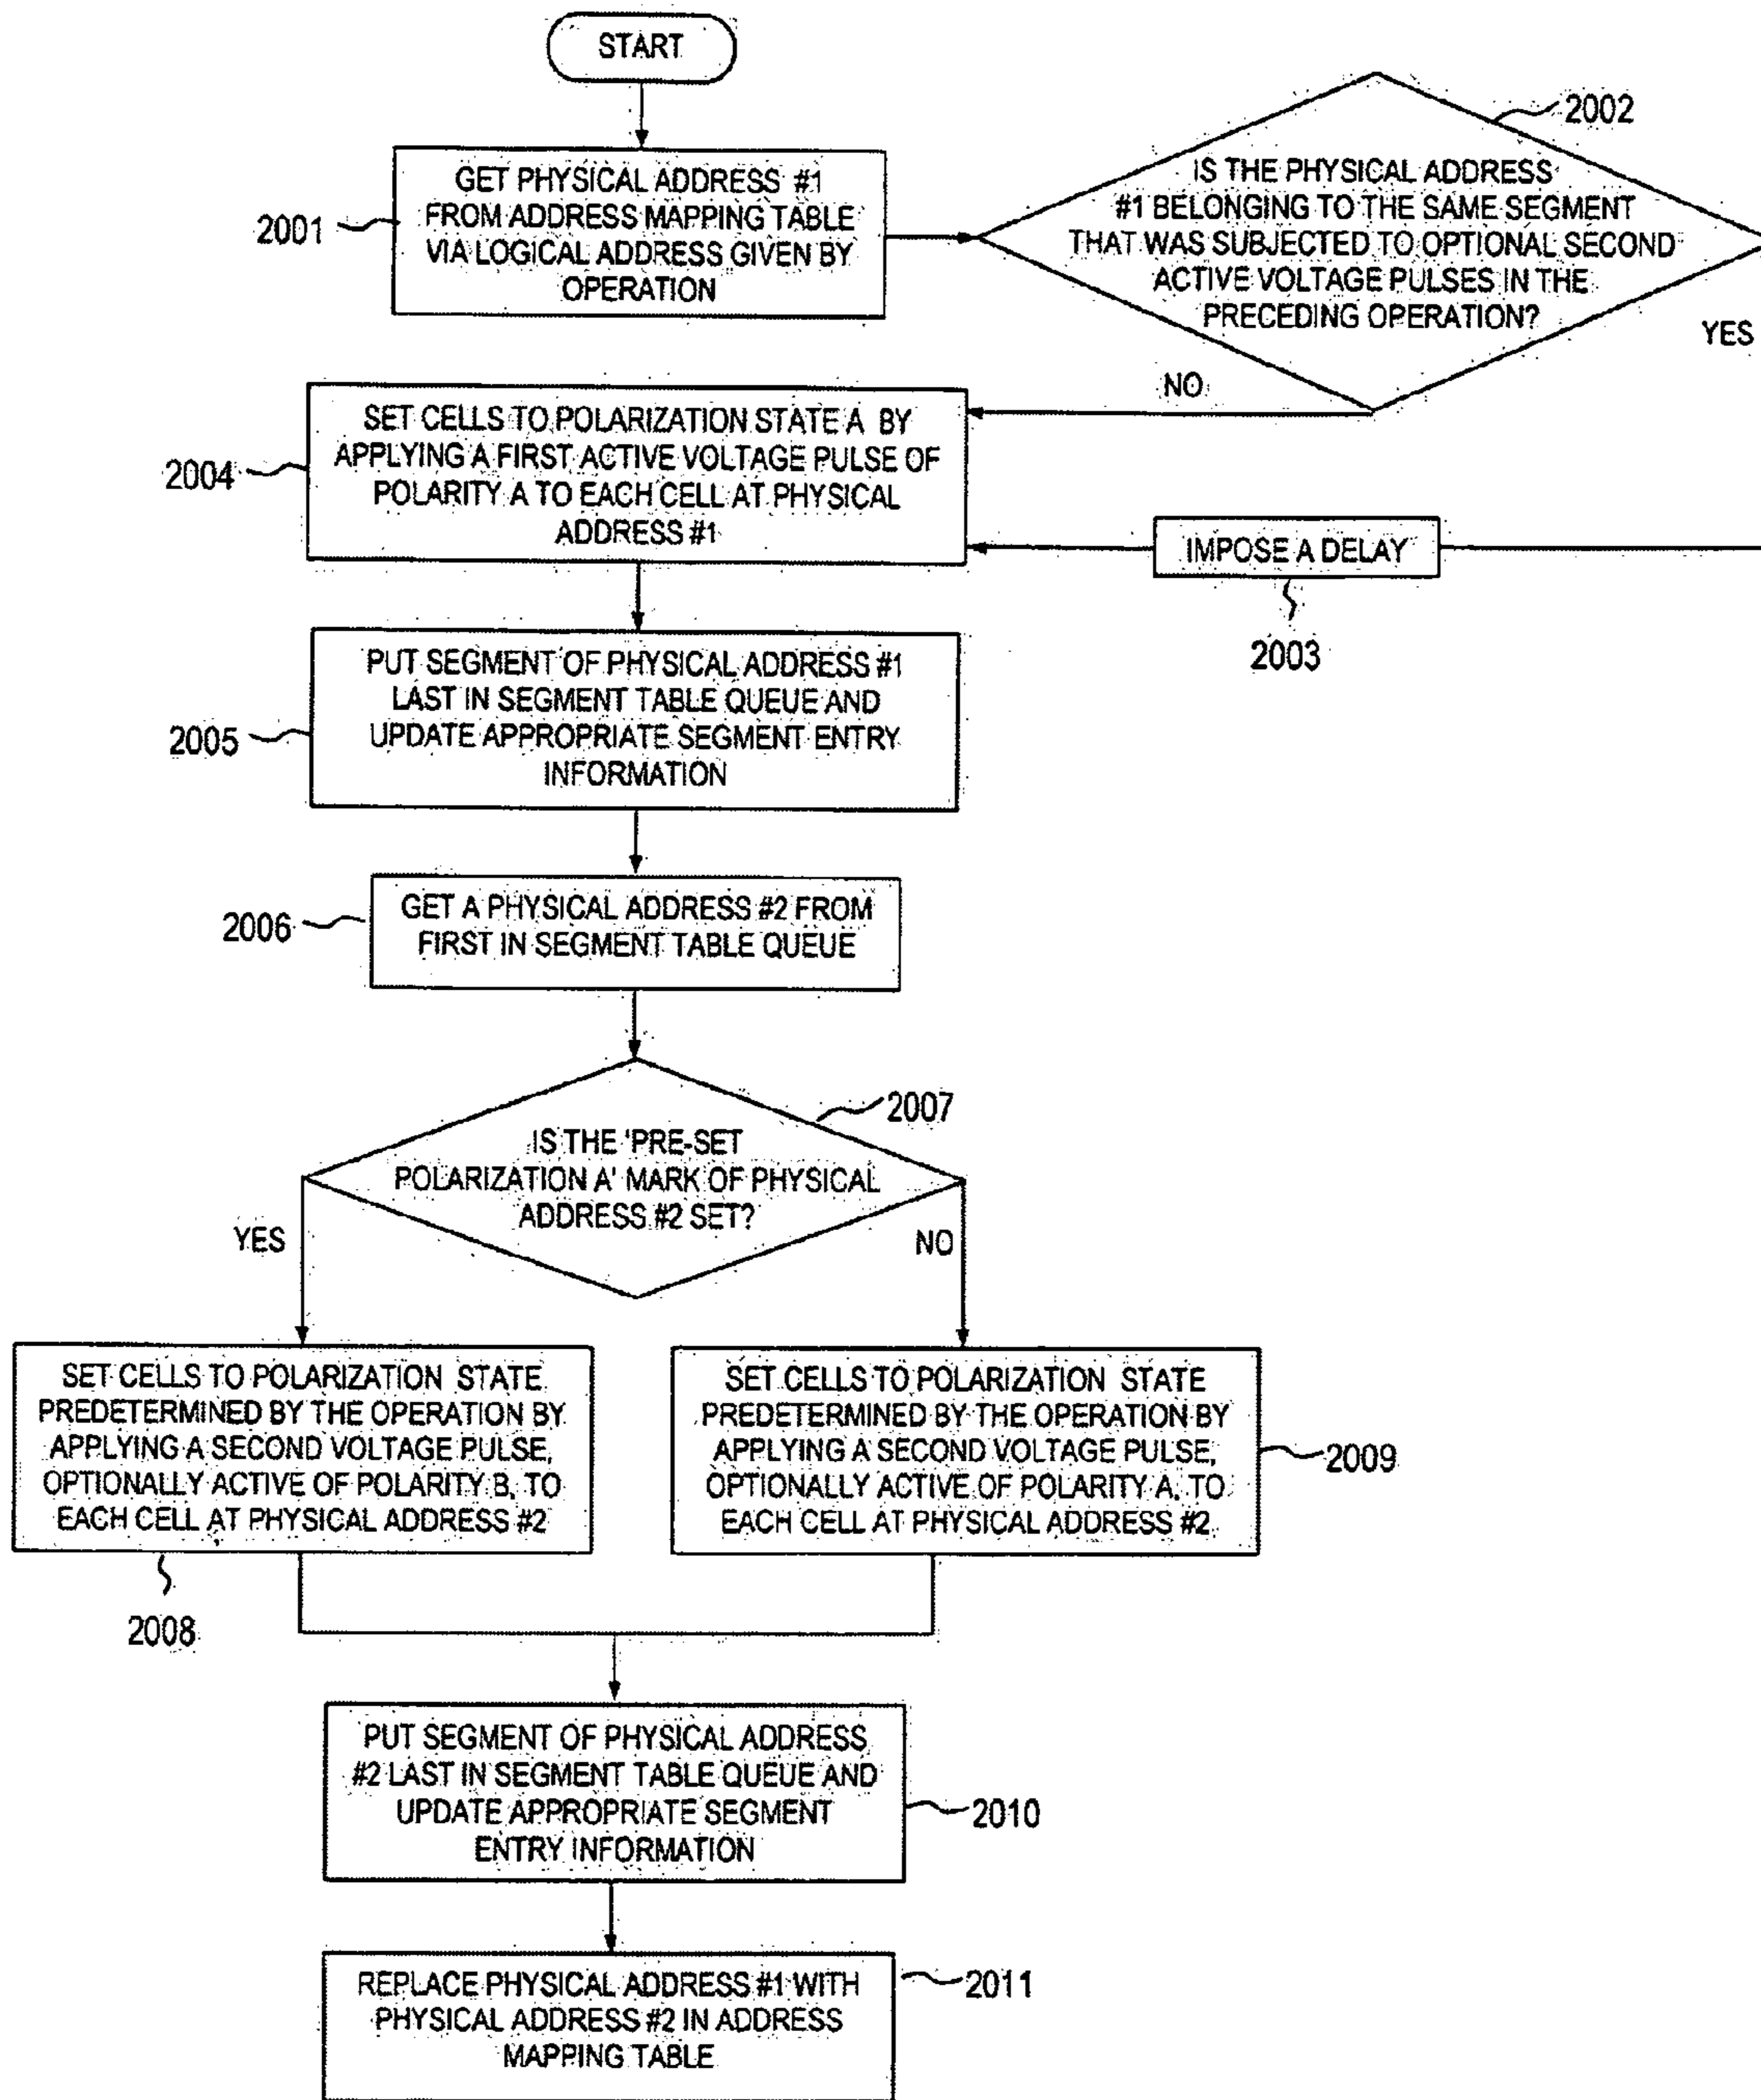 START
GET PHYSICAL ADDRESS #1
FROM ADDRESS MAPPING TABLE
VIA LOGICAL ADDRESS GIVEN BY
OPERATION
2001
2002
IS THE PHYSICAL ADDRESS
#1 BELONGING TO THE SAME SEGMENT
THAT WAS SUBJECTED TO OPTIONAL SECOND
ACTIVE VOLTAGE PULSES IN THE
PRECEDING OPERATION?
YES
NO
SET CELLS TO POLARIZATION STATE A BY
APPLYING A FIRST ACTIVE VOLTAGE PULSE OF
POLARITY A TO EACH CELL AT PHYSICAL
ADDRESS #1
2004
IMPOSE A DELAY
2003
PUT SEGMENT OF PHYSICAL ADDRESS #1
LAST IN SEGMENT TABLE QUEUE AND
UPDATE APPROPRIATE SEGMENT ENTRY
INFORMATION
2005
GET A PHYSICAL ADDRESS #2 FROM
FIRST IN SEGMENT TABLE QUEUE
2006
2007
IS THE 'PRE-SET
POLARIZATION A' MARK OF PHYSICAL
ADDRESS #2 SET?
YES
NO
SET CELLS TO POLARIZATION STATE
PREDETERMINED BY THE OPERATION BY
APPLYING A SECOND VOLTAGE PULSE,
OPTIONALLY ACTIVE OF POLARITY B, TO
EACH CELL AT PHYSICAL ADDRESS #2
2008
SET CELLS TO POLARIZATION STATE
PREDETERMINED BY THE OPERATION BY
APPLYING A SECOND VOLTAGE PULSE,
OPTIONALLY ACTIVE OF POLARITY A, TO
EACH CELL AT PHYSICAL ADDRESS #2
2009
PUT SEGMENT OF PHYSICAL ADDRESS
#2 LAST IN SEGMENT TABLE QUEUE AND
UPDATE APPROPRIATE SEGMENT
ENTRY INFORMATION
2010
REPLACE PHYSICAL ADDRESS #1 WITH
PHYSICAL ADDRESS #2 IN ADDRESS
MAPPING TABLE
2011